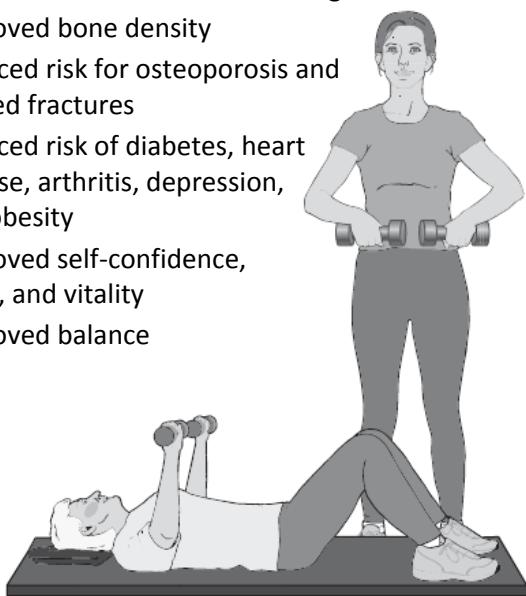 oved bone density
ced risk for osteoporosis and
ed fractures
ced risk of diabetes, heart
se, arthritis, depression,
obesity
oved self-confidence,
, and vitality
oved balance